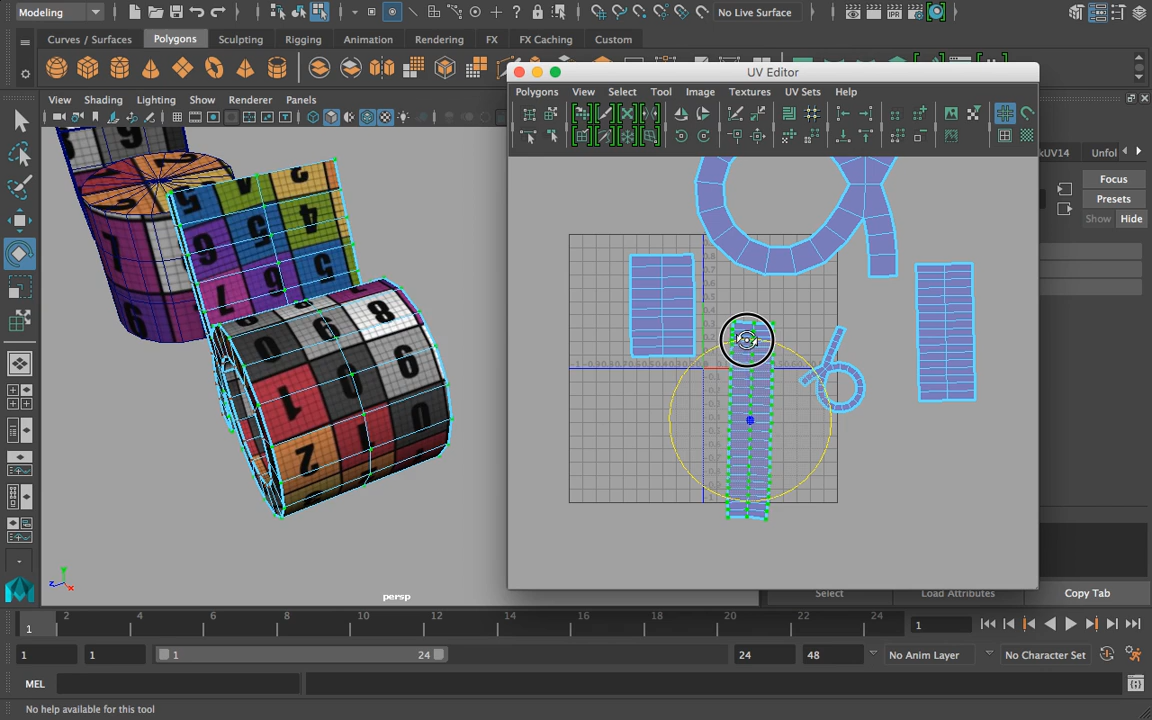 Modeling
No Live Surface
Curves / Surfaces
Polygons
Sculpting
Rigging
Animation
Rendering
FX
FX Caching
Custom
View
Shading
Lighting
Show
Renderer
Panels
UV Editor
Polygons
View
Select
Tool
Image
Textures
UV Sets
Help
kUV14
Unfol
Focus
Presets
Show
Hide
persp
Select
Load Attributes
Copy Tab
2 4 6 8 10 12 14 16 18 20 22 24
1
1
1
1
1
24
24
48
No Anim Layer
No Character Set
MEL
No help available for this tool